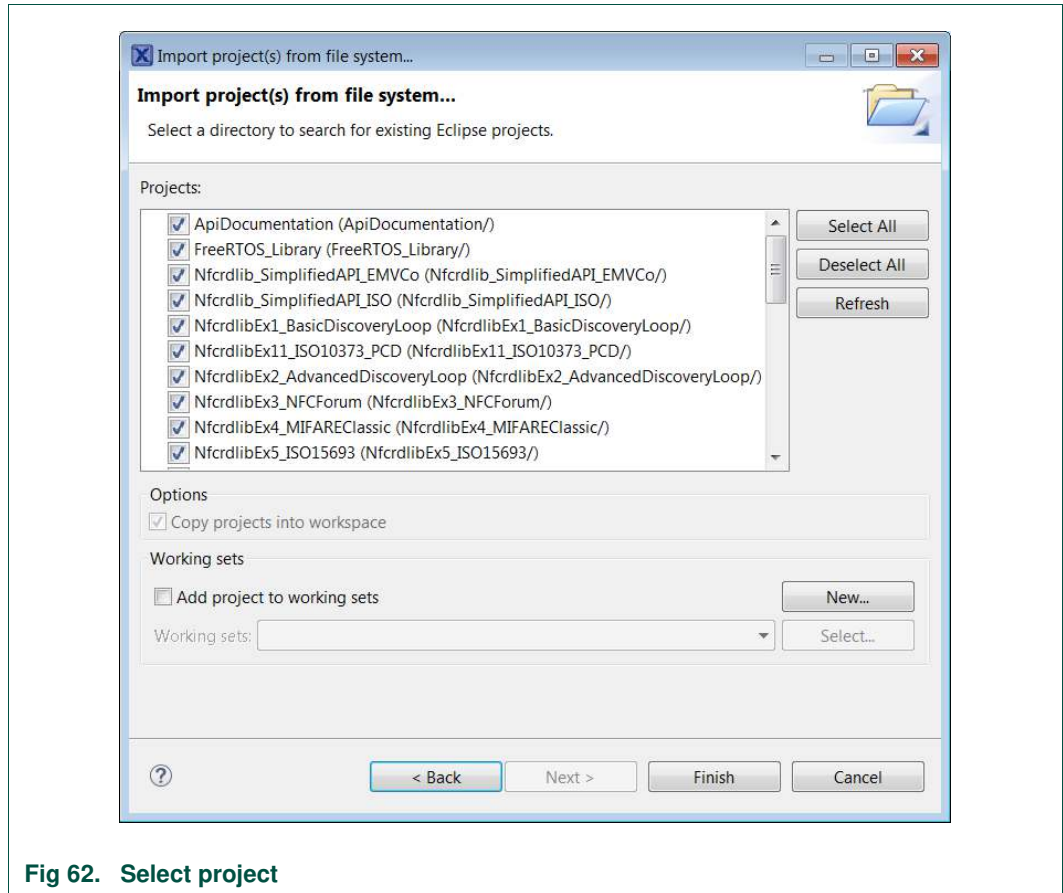 Import project(s) from file system...
Import project(s) from file system...
Select a directory to search for existing Eclipse projects.
Projects:
ApiDocumentation (ApiDocumentation/)
FreeRTOS_Library (FreeRTOS_Library/)
Nfcrdlib_SimplifiedAPI_EMVCo (Nfcrdlib_SimplifiedAPI_EMVCo/)
Nfcrdlib_SimplifiedAPI_ISO (Nfcrdlib_SimplifiedAPI_ISO/)
NfcrdlibEx1_BasicDiscoveryLoop (NfcrdlibEx1_BasicDiscoveryLoop/)
NfcrdlibEx11_ISO10373_PCD (NfcrdlibEx11_ISO10373_PCD/)
NfcrdlibEx2_AdvancedDiscoveryLoop (NfcrdlibEx2_AdvancedDiscoveryLoop/)
NfcrdlibEx3_NFCForum (NfcrdlibEx3_NFCForum/)
NfcrdlibEx4_MIFAREClassic (NfcrdlibEx4_MIFAREClassic/)
NfcrdlibEx5_ISO15693 (NfcrdlibEx5_ISO15693/)
Select All
Deselect All
Refresh
Options
Copy projects into workspace
Working sets
Add project to working sets
New...
Working sets:
Select...
< Back
Next >
Finish
Cancel
Fig 62. Select project